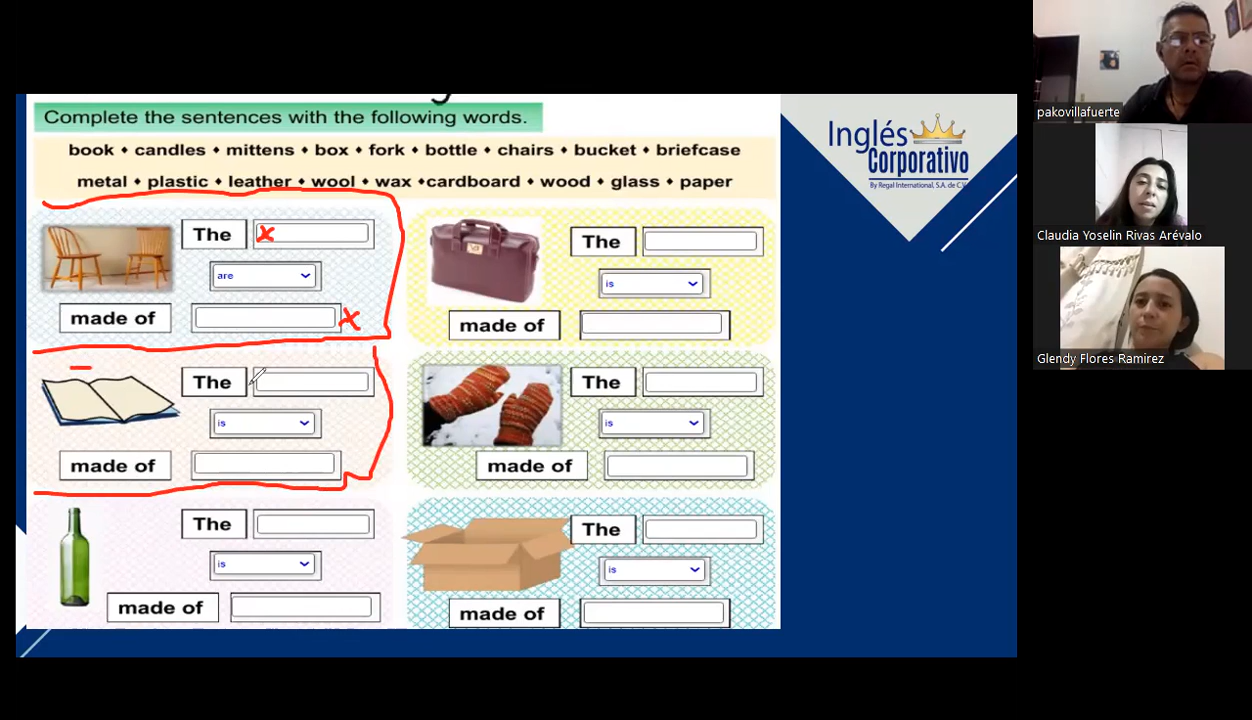 Complete the sentences with the following words.
book • candles • mittens • box • fork • bottle • chairs • bucket • briefcase
metal • plastic • leather • wool • wax •cardboard • wood • glass • paper
The x
are
made of x
The
is
made of
The
is
made of
The
is
made of
The
is
made of
The
is
made of
Inglés
Corporativo
By Regal International, S.A. de C.V.
pakovillafuerte
Claudia Yoselin Rivas Arévalo
Glendy Flores Ramirez